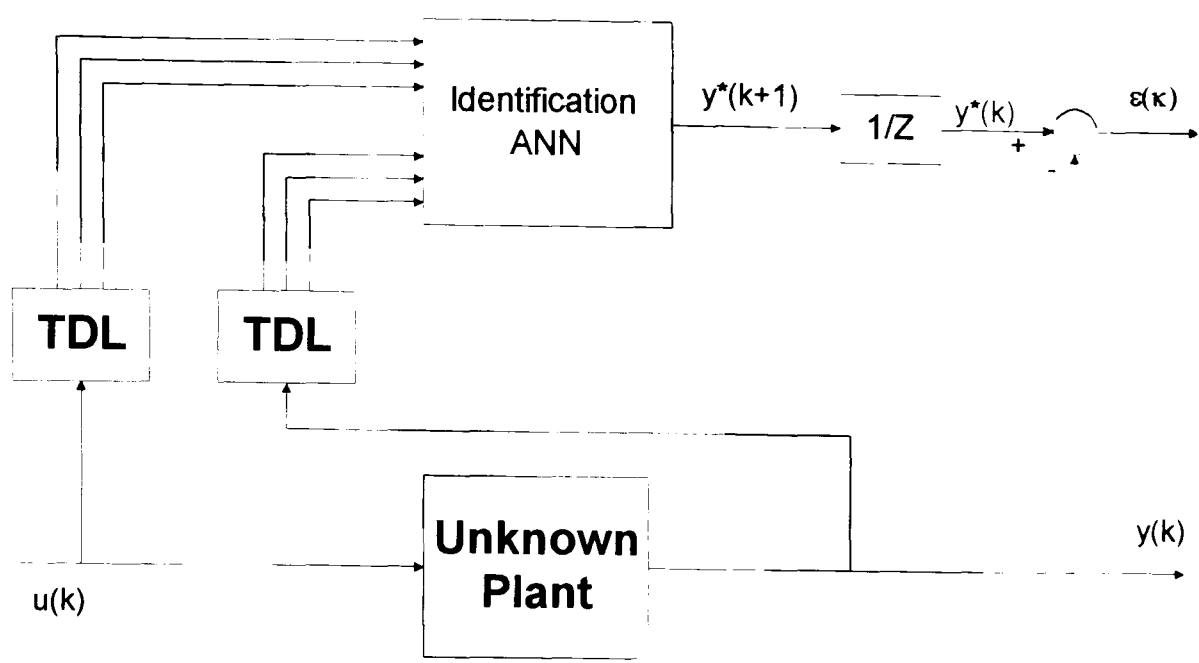 Identification
ANN
y*(k+1)
1/Z
y*(k)
+
-
ε(κ)
TDL
TDL
Unknown
Plant
u(k)
y(k)